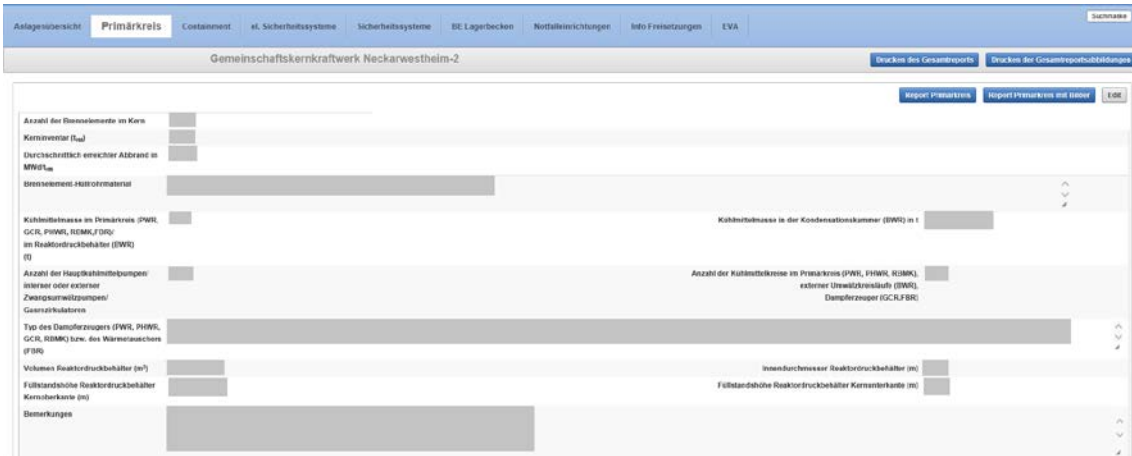 Suchmaske
Anlagenübersicht Primärkreis Containment el. Sicherheitssysteme Sicherheitssysteme BE Lagerbecken Notfalleinrichtungen Info Freisetzungen EVA
Gemeinschaftskernkraftwerk Neckarwestheim-2 Drucken des Gesamtreports Drucken der Gesamtreportsabbildungen
Report Primärkreis Report Primärkreis mit Bilder Edit
Anzahl der Brennelemente im Kern
Kerninventar (tHM)
Durchschnittlich erreichter Abbrand in
MWd/tHM
Brennelement-Hüllrohrmaterial
Kühlmittelmasse im Primärkreis (PWR, Kühlmittelmasse in der Kondensationskammer (BWR) in t
GCR, PHWR, RBMK,FBR)/
im Reaktordruckbehälter (BWR)
(t)
Anzahl der Hauptkühlmittelpumpen/ Anzahl der Kühlmittelkreise im Primärkreis (PWR, PHWR, RBMK),
interner oder externer externer Umwälzkreisläufe (BWR),
Zwangsumwälzpumpen/ Dampferzeuger (GCR,FBR)
Gaszirkulatoren
Typ des Dampferzeugers (PWR, PHWR,
GCR, RBMK) bzw. des Wärmetauschers
(FBR)
Volumen Reaktordruckbehälter (m³) Innendurchmesser Reaktordruckbehälter (m)
Füllstandshöhe Reaktordruckbehälter Füllstandshöhe Reaktordruckbehälter Kernunterkante (m)
Kernoberkante (m)
Bemerkungen